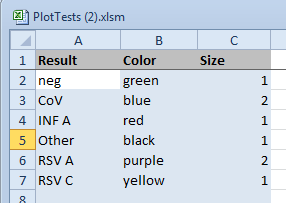 PlotTests (2).xlsm
A B C
1 Result Color Size
2 neg green 1
3 CoV blue 2
4 INF A red 1
5 Other black 1
6 RSV A purple 2
7 RSV C yellow 1
8